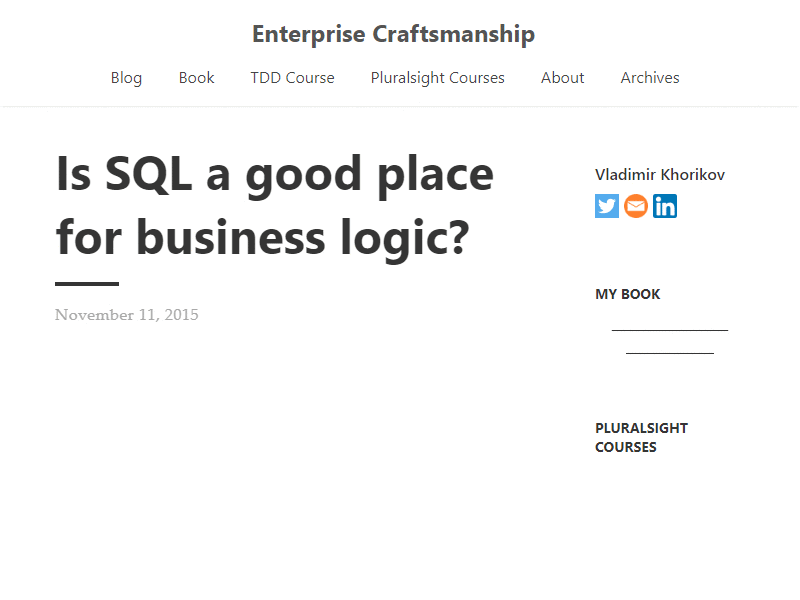 Enterprise Craftsmanship
Blog Book TDD Course Pluralsight Courses About Archives
Is SQL a good place
for business logic?
November 11, 2015
Vladimir Khorikov
MY BOOK
PLURALSIGHT
COURSES